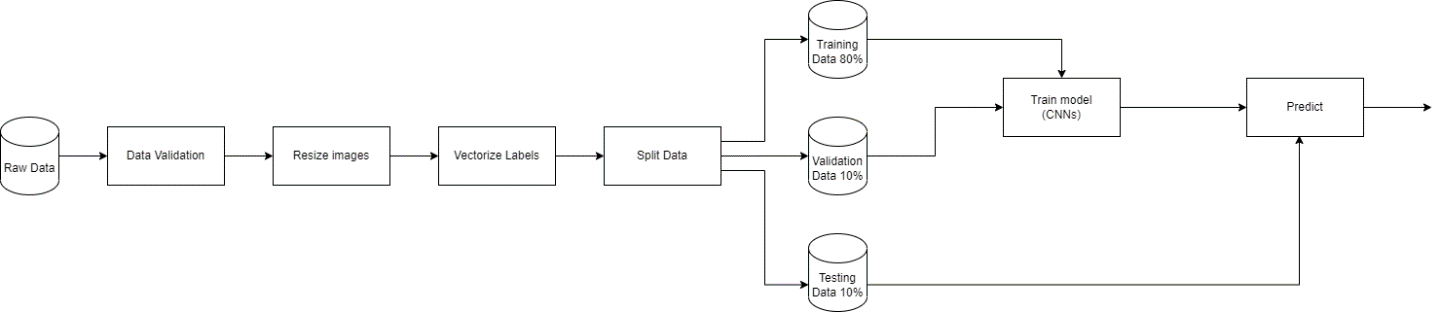 Raw Data
Data Validation
Resize images
Vectorize Labels
Split Data
Training
Data 80%
Validation
Data 10%
Testing
Data 10%
Train model
(CNNs)
Predict